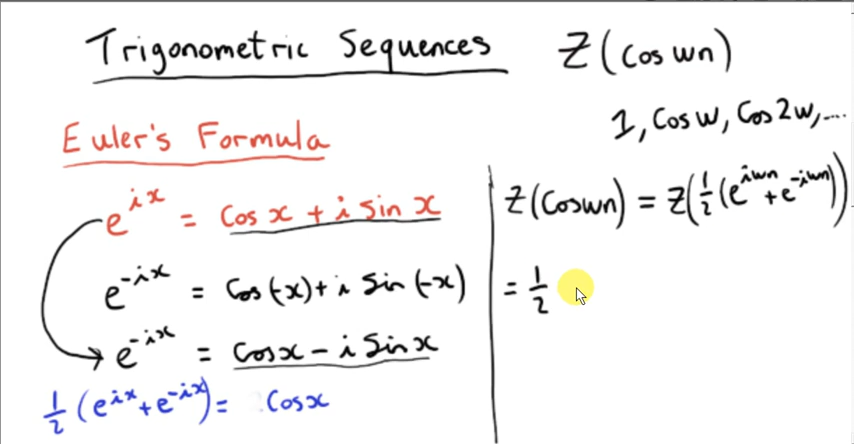 Trigonometric Sequences
Z(cos wn)
1, cos w, cos 2w, ....
Euler's Formula
e^{ix} = cos x + i sin x
e^{-ix} = cos(-x) + i sin(-x)
e^{-ix} = cos x - i sin x
½ (e^{ix} + e^{-ix}) = cos x
Z(cos wn) = Z(½(e^{iwn} + e^{-iwn}))
= ½